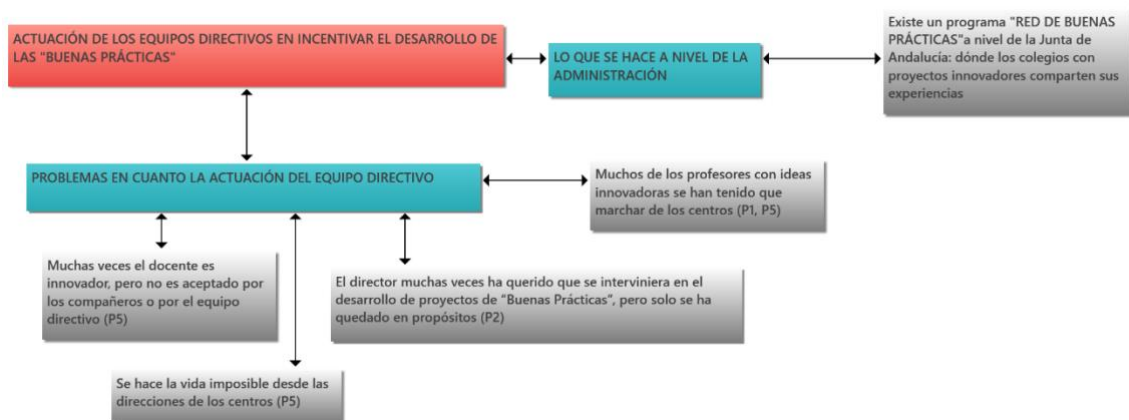 ACTUACIÓN DE LOS EQUIPOS DIRECTIVOS EN INCENTIVAR EL DESARROLLO DE
LAS "BUENAS PRÁCTICAS"
LO QUE SE HACE A NIVEL DE LA
ADMINISTRACIÓN
Existe un programa "RED DE BUENAS
PRÁCTICAS"a nivel de la Junta de
Andalucía: dónde los colegios con
proyectos innovadores comparten sus
experiencias
PROBLEMAS EN CUANTO LA ACTUACIÓN DEL EQUIPO DIRECTIVO
Muchos de los profesores con ideas
innovadoras se han tenido que
marchar de los centros (P1, P5)
Muchas veces el docente es
innovador, pero no es aceptado por
los compañeros o por el equipo
directivo (P5)
El director muchas veces ha querido que se interviniera en el
desarrollo de proyectos de "Buenas Prácticas", pero solo se ha
quedado en propósitos (P2)
Se hace la vida imposible desde las
direcciones de los centros (P5)